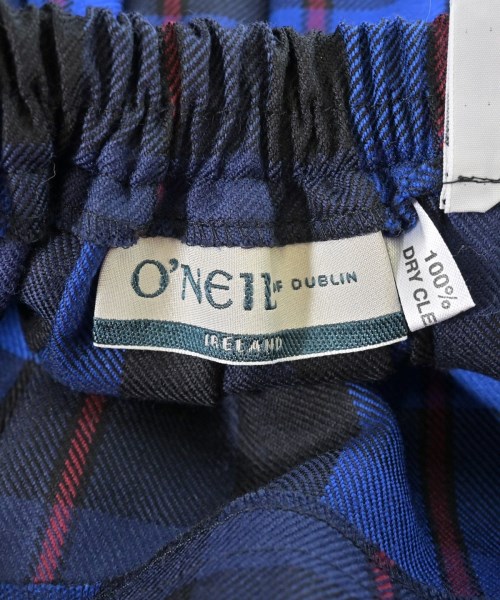 O'NEIL OF DUBLIN
IRELAND
100%
DRY CLE